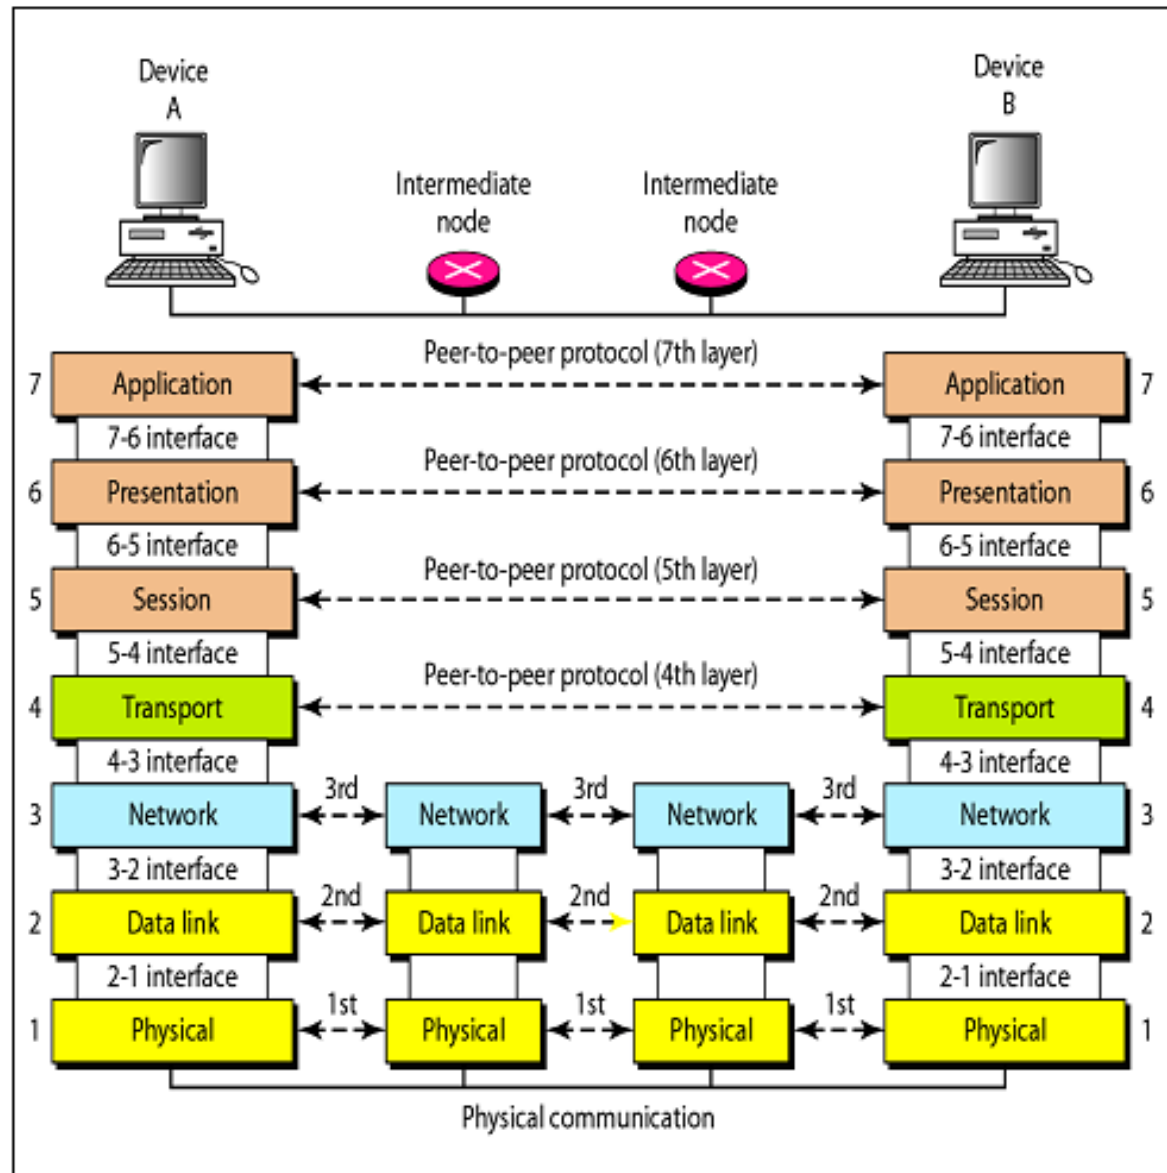 Device
A
Device
B
Intermediate
node
Intermediate
node
Peer-to-peer protocol (7th layer)
7 Application Application 7
7-6 interface 7-6 interface
Peer-to-peer protocol (6th layer)
6 Presentation Presentation 6
6-5 interface 6-5 interface
Peer-to-peer protocol (5th layer)
5 Session Session 5
5-4 interface 5-4 interface
Peer-to-peer protocol (4th layer)
4 Transport Transport 4
4-3 interface 4-3 interface
3rd 3rd 3rd
3 Network Network Network Network 3
3-2 interface 3-2 interface
2nd 2nd 2nd
2 Data link Data link Data link Data link 2
2-1 interface 2-1 interface
1st 1st 1st
1 Physical Physical Physical Physical 1
Physical communication